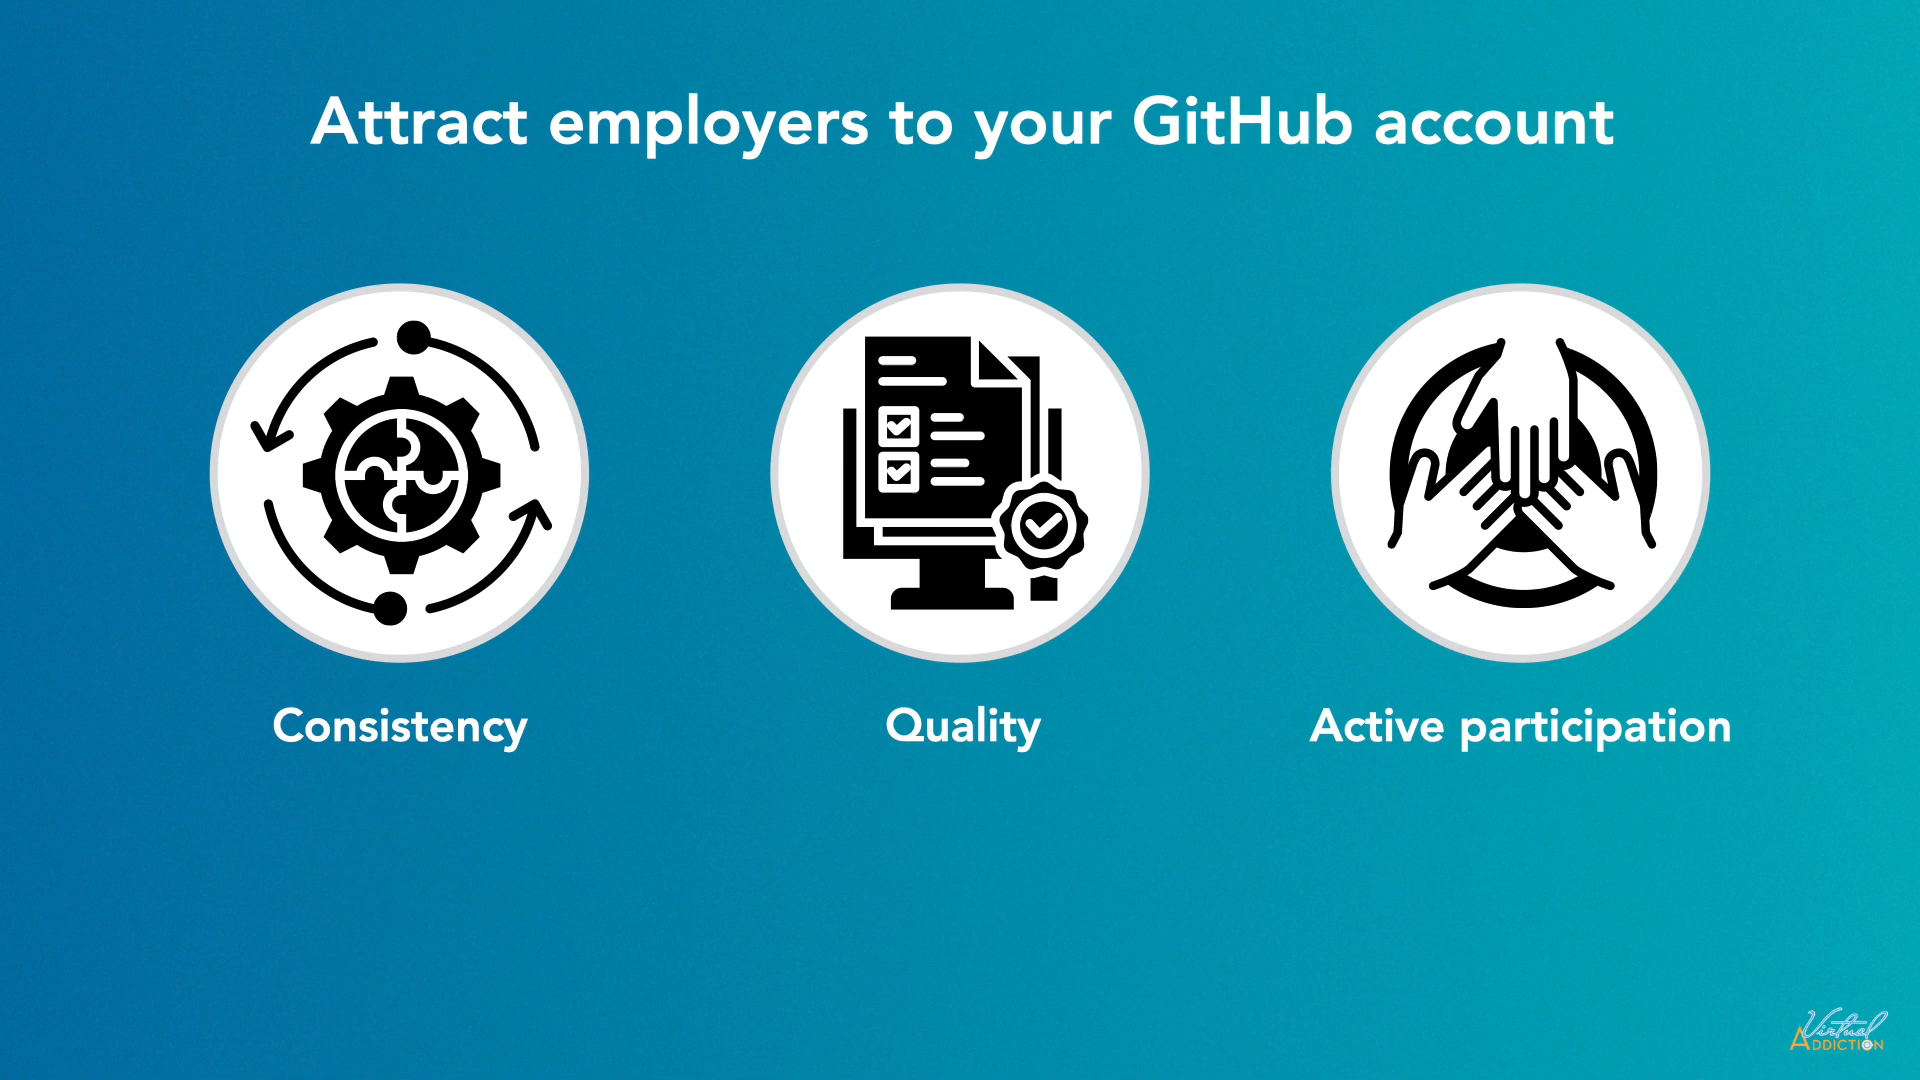 Attract employers to your GitHub account
Consistency
Quality
Active participation
Virtual
ADDICTION